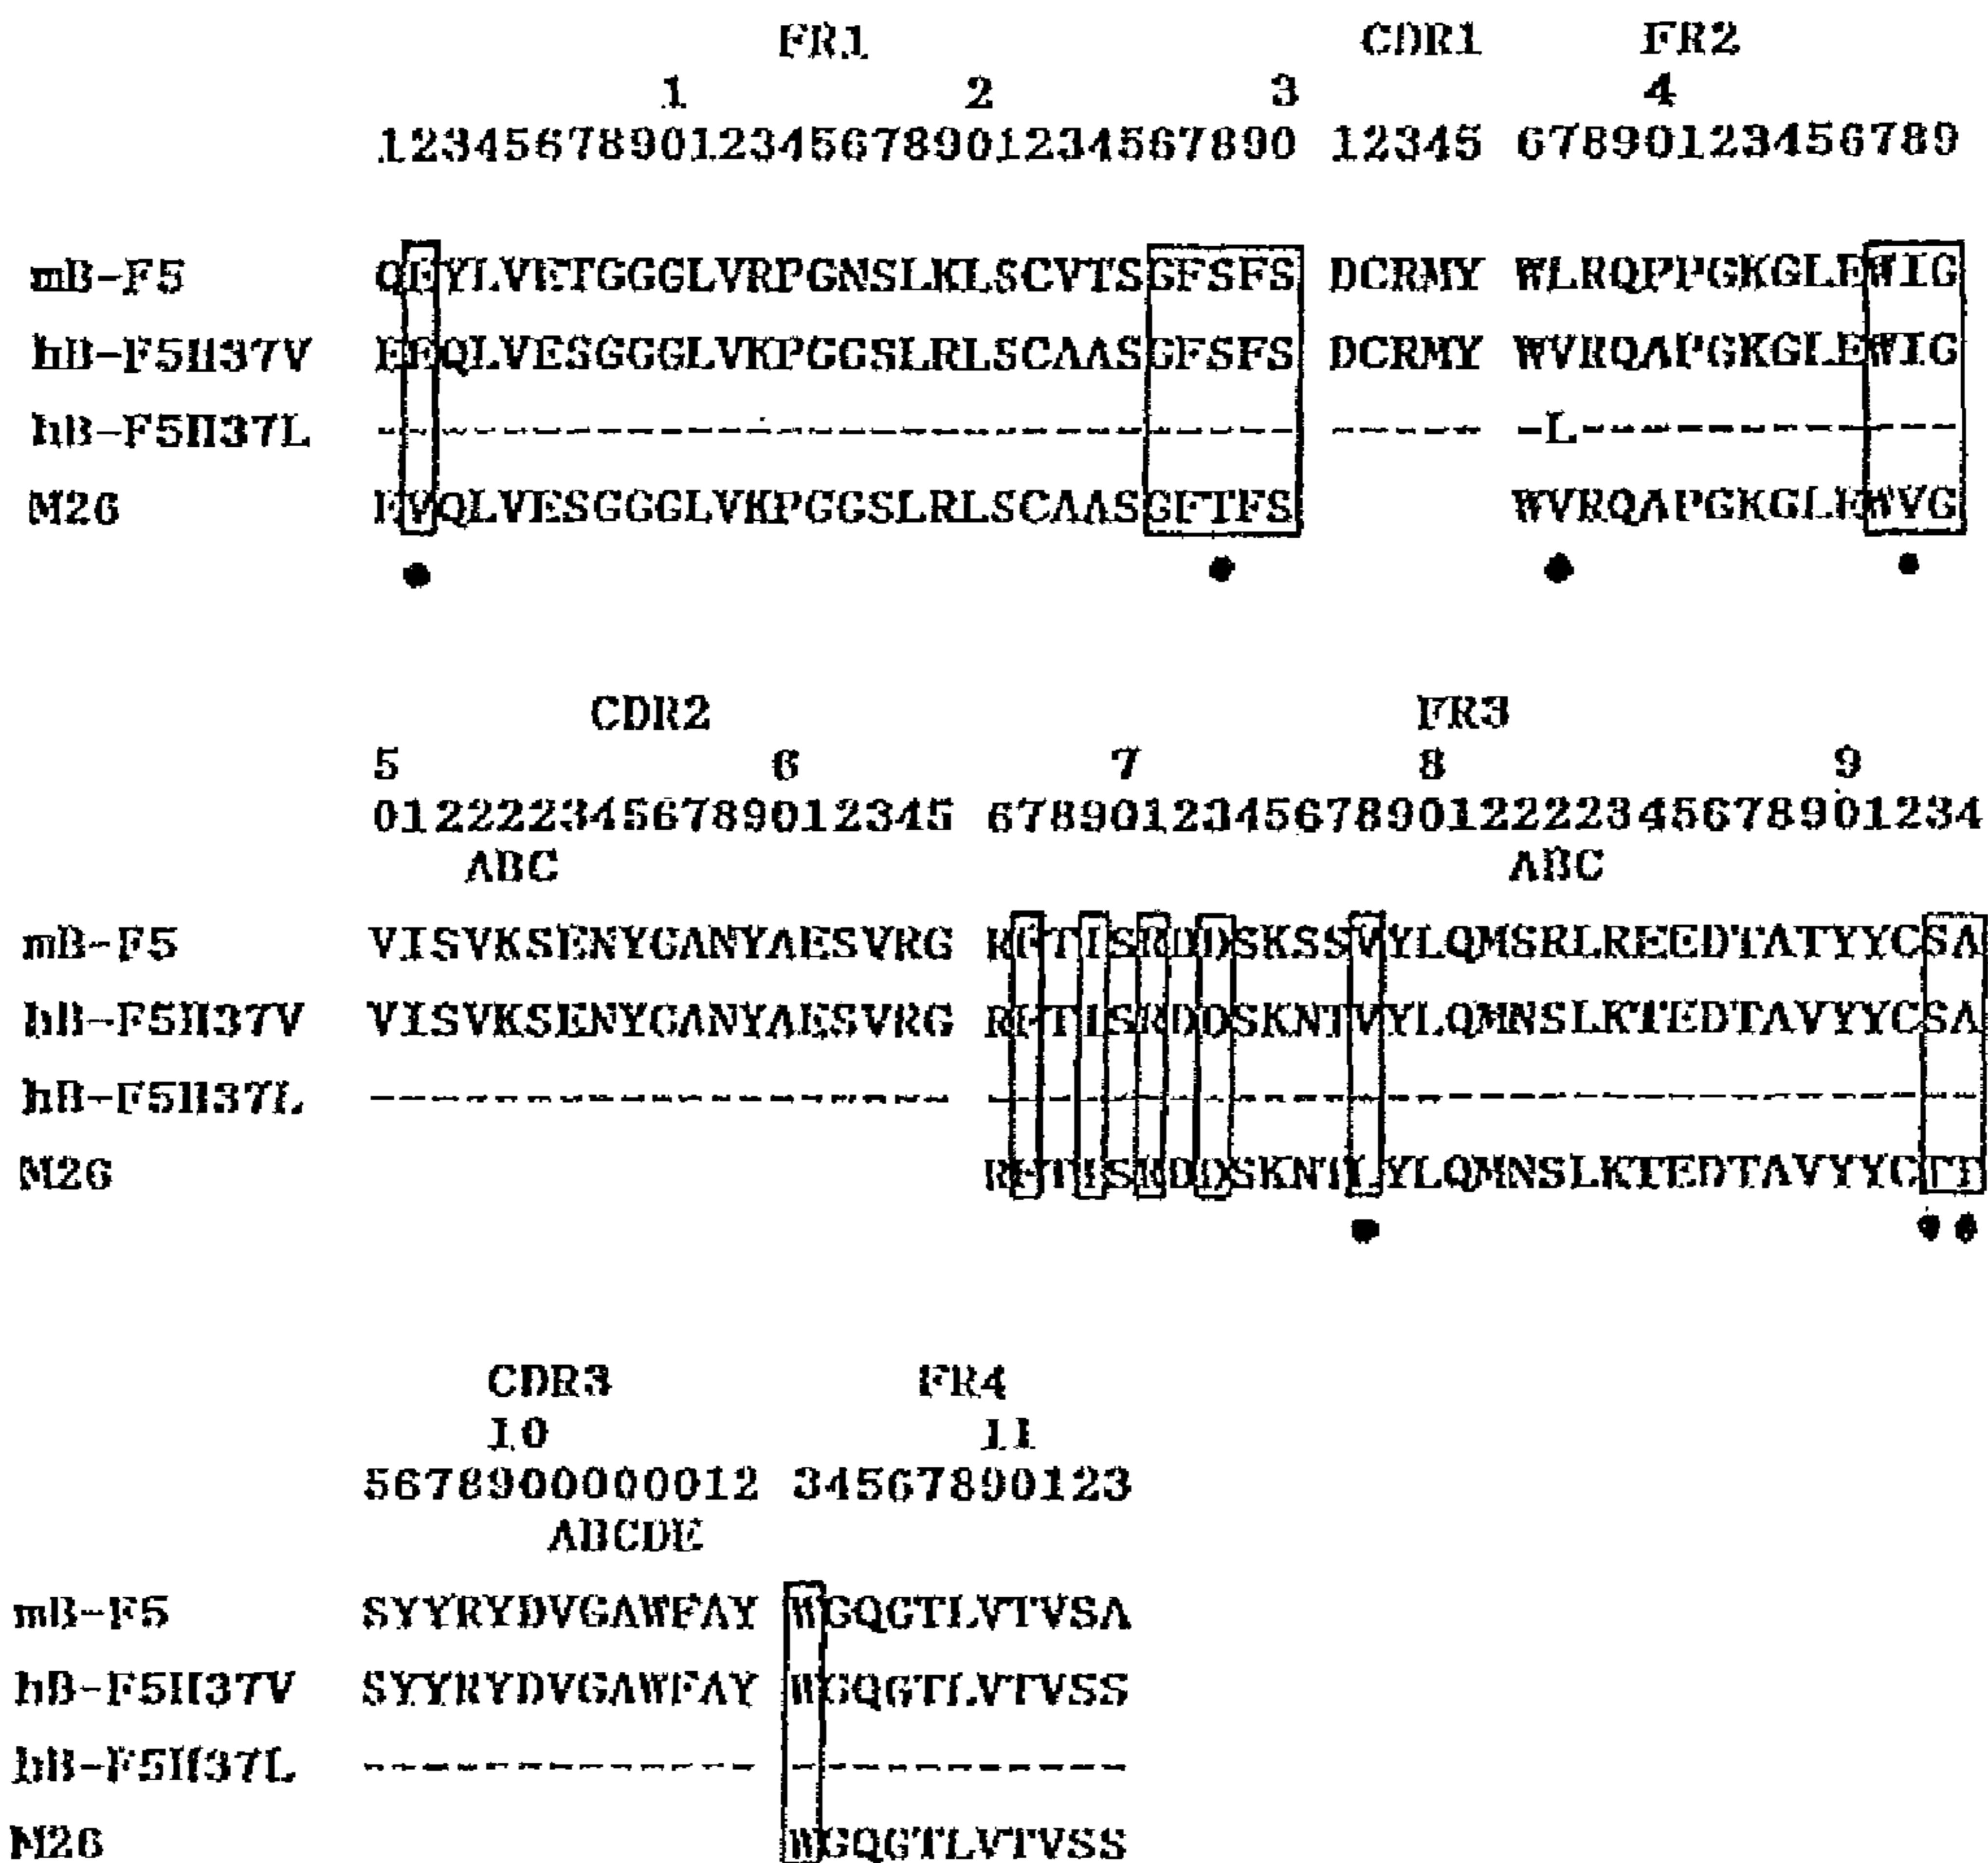 FR1 CDR1 FR2
1 2 3 4
123456789012345678901234567890 12345 67890123456789
mB-F5 QEYLVETGGGLVRPGNSLKLSCVTSGFSFS DCRMY WLRQPPGKGLEWIG
hB-F5H37V EEQLVESGGGLVKPGGSLRLSCAASGFSFS DCRMY WVRQAPGKGLEWIG
hB-F5H37L ------------------------------ ----- -L------------
M26 EVQLVESGGGLVKPGGSLRLSCAASGFTFS WVRQAPGKGLEWVG
CDR2 FR3
5 6 7 8 9
0122223456789012345 67890123456789012222345678901234
ABC ABC
mB-F5 VISVKSENYGANYAESVRG RFTISRDDSKSSVYLQMSRLREEDTATYYCSA
hB-F5H37V VISVKSENYGANYAESVRG RFTISRDDSKNTVYLQMNSLKTEDTAVYYCSA
hB-F5H37L ------------------- --------------------------------
M26 RFTISRDDSKNTLYLQMNSLKTEDTAVYYCTT
CDR3 FR4
10 11
5678900000012 34567890123
ABCDE
mB-F5 SYYRYDVGAWFAY WGQGTLVTVSA
hB-F5H37V SYYRYDVGAWFAY WGQGTLVTVSS
hB-F5H37L ------------- -----------
M26 WGQGTLVTVSS